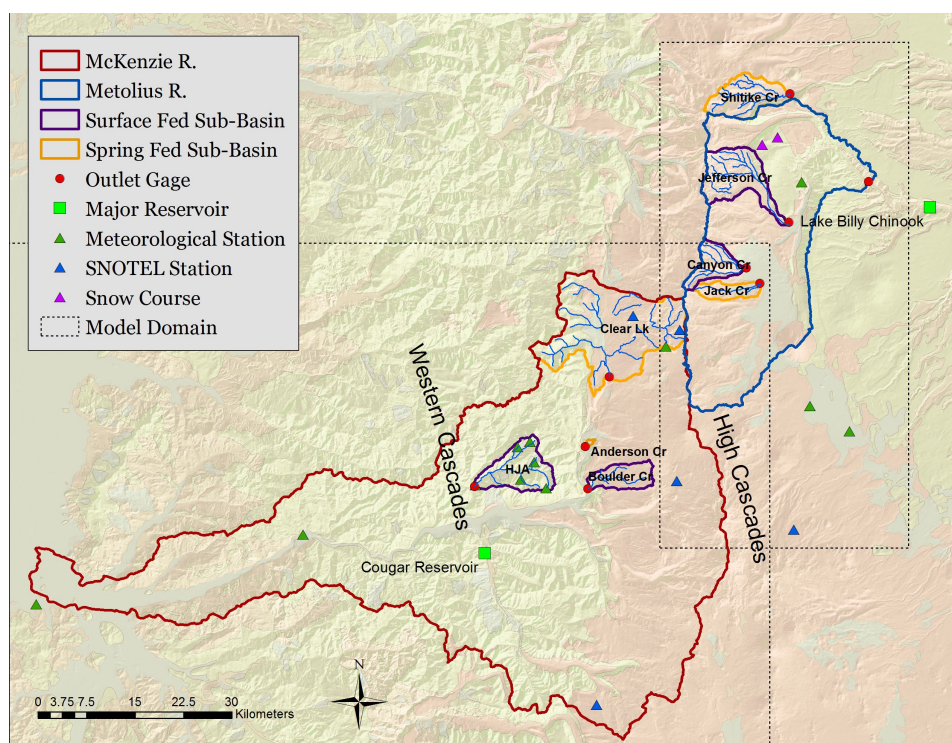 McKenzie R.
Metolius R.
Surface Fed Sub-Basin
Spring Fed Sub-Basin
Outlet Gage
Major Reservoir
Meteorological Station
SNOTEL Station
Snow Course
Model Domain
Shitike Cr
Jefferson Cr
Lake Billy Chinook
Canyon Cr
Jack Cr
Clear Lk
Western Cascades
High Cascades
Anderson Cr
HJA
Boulder Cr
Cougar Reservoir
N
0 3.75 7.5 15 22.5 30
Kilometers